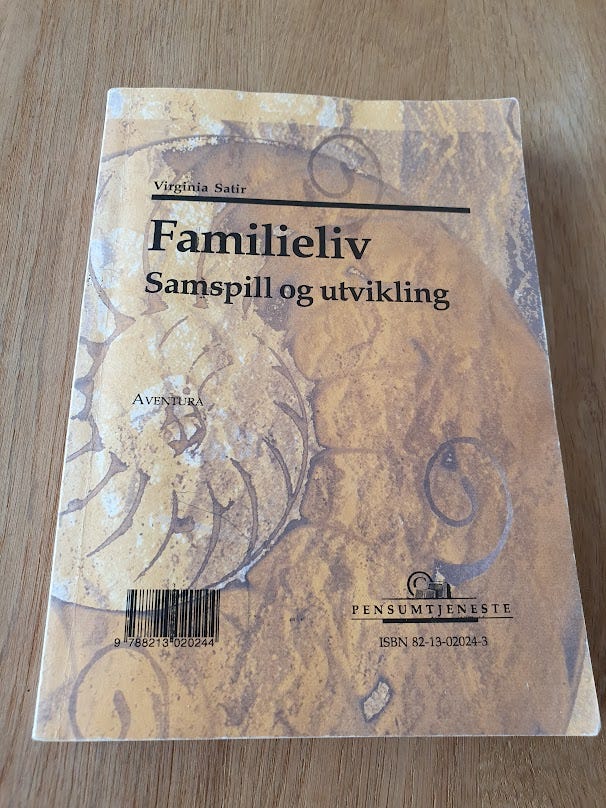 Virginia Satir
Familieliv
Samspill og utvikling
AVENTURA
9 788213 020244
PENSUMTJENESTE
ISBN 82-13-02024-3